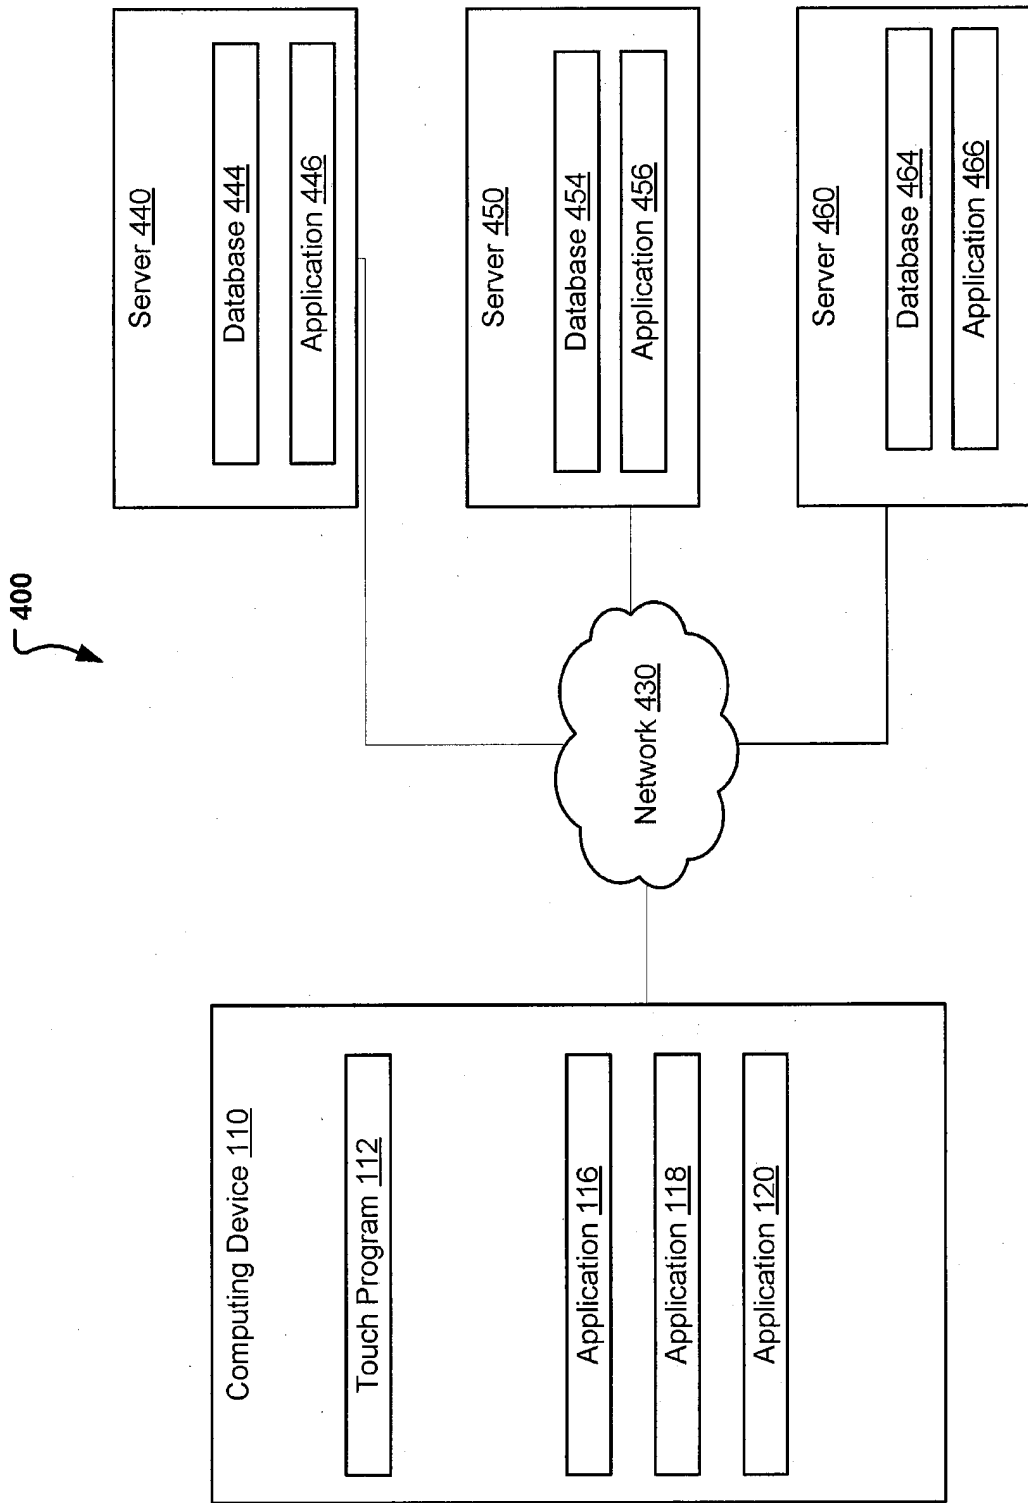 400
Computing Device 110
Touch Program 112
Application 116
Application 118
Application 120
Network 430
Server 440
Database 444
Application 446
Server 450
Database 454
Application 456
Server 460
Database 464
Application 466